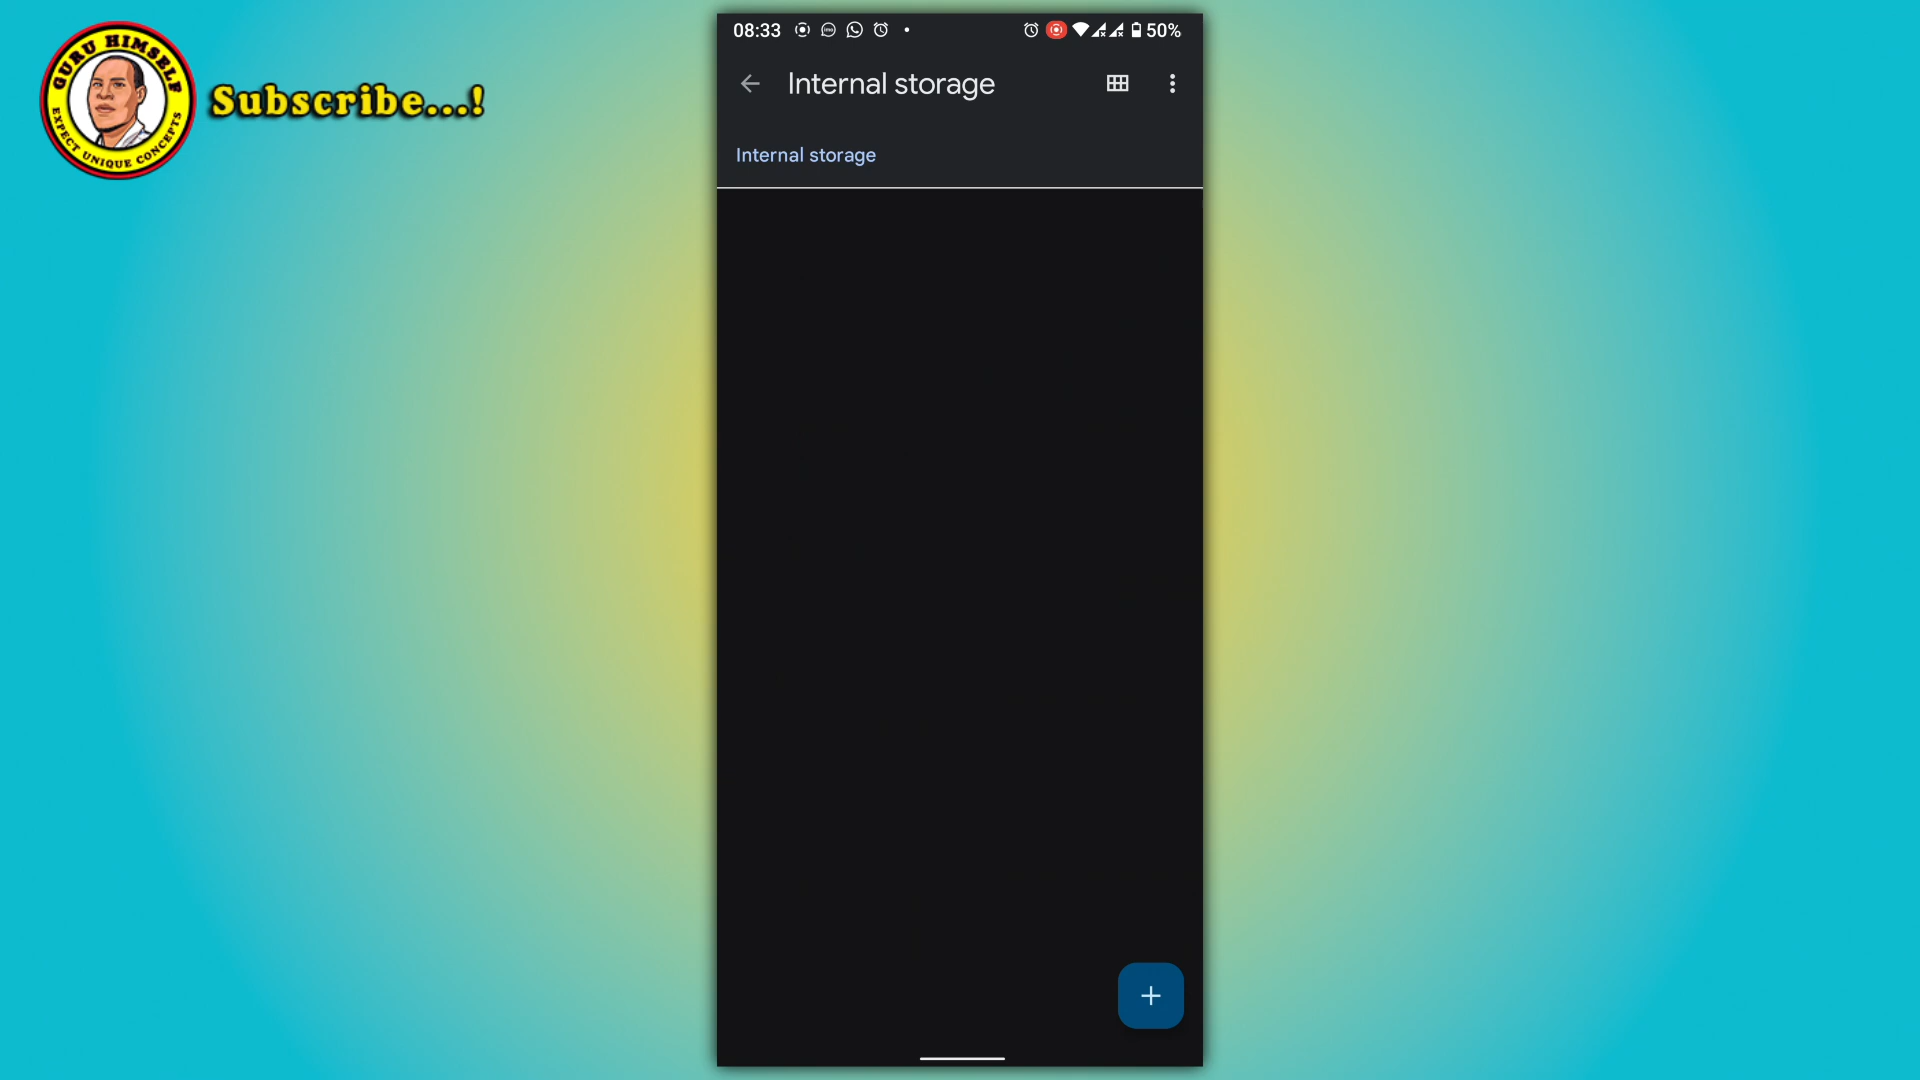 GURU HIMSELF
EXPECT UNIQUE CONCEPTS
Subscribe...!
08:33
50%
Internal storage
Internal storage